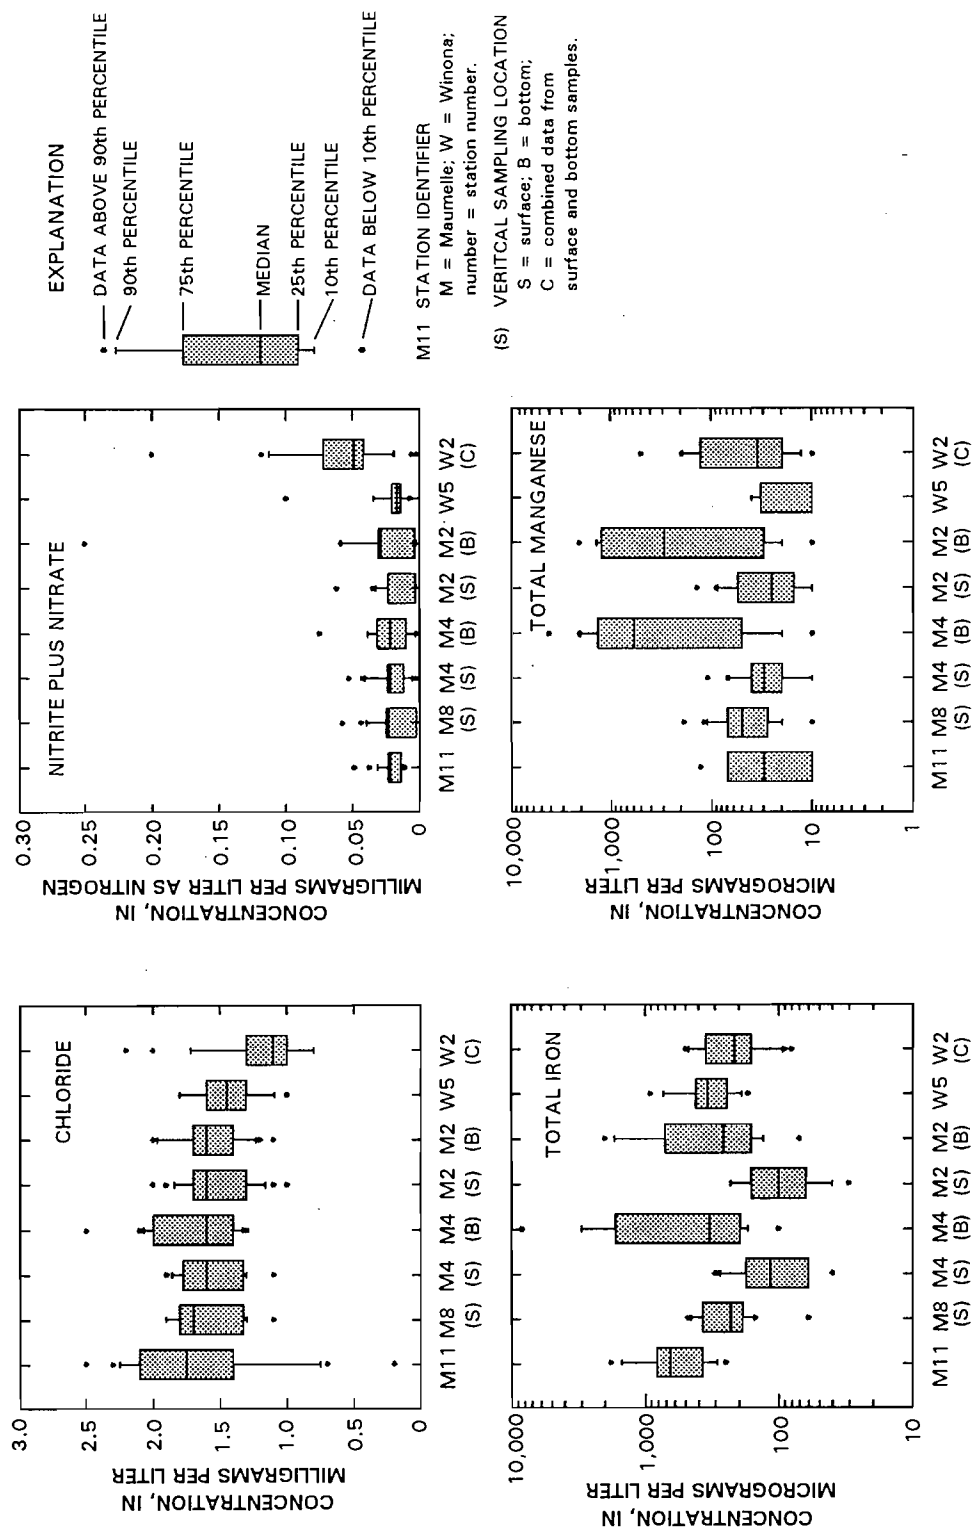 CHLORIDE
CONCENTRATION, IN
MILLIGRAMS PER LITER
3.0
2.5
2.0
1.5
1.0
0.5
0
M11 M8 M4 M4 M2 M2 W5 W2
(S) (S) (B) (S) (B) (C)
NITRITE PLUS NITRATE
CONCENTRATION, IN
MILLIGRAMS PER LITER AS NITROGEN
0.30
0.25
0.20
0.15
0.10
0.05
0
M11 M8 M4 M4 M2 M2 W5 W2
(S) (S) (B) (S) (B) (C)
TOTAL IRON
CONCENTRATION, IN
MICROGRAMS PER LITER
10,000
1,000
100
10
M11 M8 M4 M4 M2 M2 W5 W2
(S) (S) (B) (S) (B) (C)
TOTAL MANGANESE
CONCENTRATION, IN
MICROGRAMS PER LITER
10,000
1,000
100
10
1
M11 M8 M4 M4 M2 M2 W5 W2
(S) (S) (B) (S) (B) (C)
EXPLANATION
DATA ABOVE 90th PERCENTILE
90th PERCENTILE
75th PERCENTILE
MEDIAN
25th PERCENTILE
10th PERCENTILE
DATA BELOW 10th PERCENTILE
M11 STATION IDENTIFIER
M = Maumelle; W = Winona;
number = station number.
(S) VERITCAL SAMPLING LOCATION
S = surface; B = bottom;
C = combined data from
surface and bottom samples.